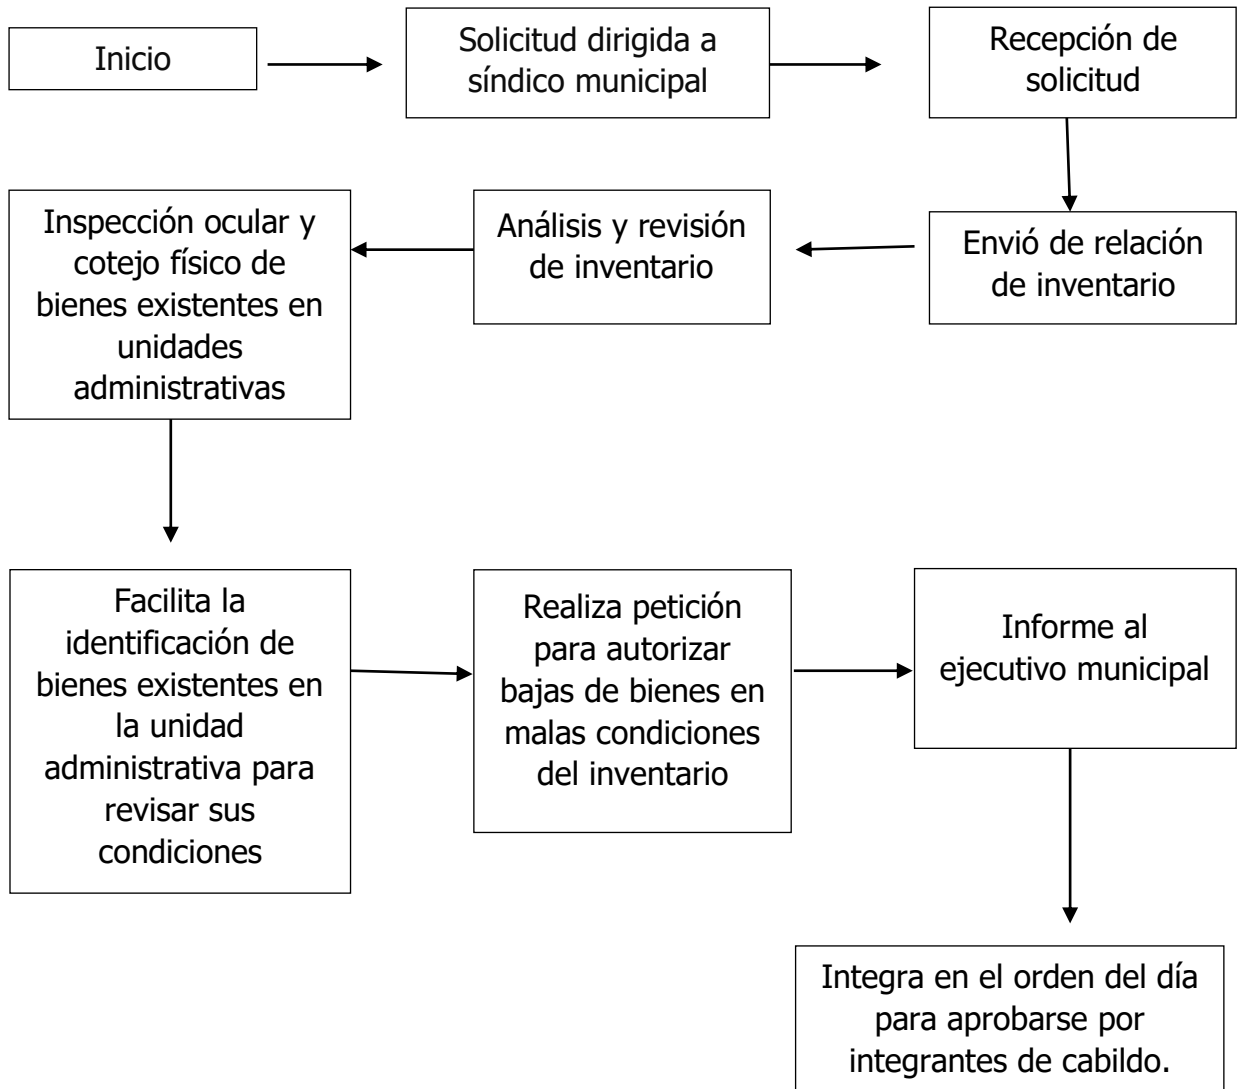 Inicio
Solicitud dirigida a
síndico municipal
Recepción de
solicitud
Envió de relación
de inventario
Análisis y revisión
de inventario
Inspección ocular y
cotejo físico de
bienes existentes en
unidades
administrativas
Facilita la
identificación de
bienes existentes en
la unidad
administrativa para
revisar sus
condiciones
Realiza petición
para autorizar
bajas de bienes en
malas condiciones
del inventario
Informe al
ejecutivo municipal
Integra en el orden del día
para aprobarse por
integrantes de cabildo.